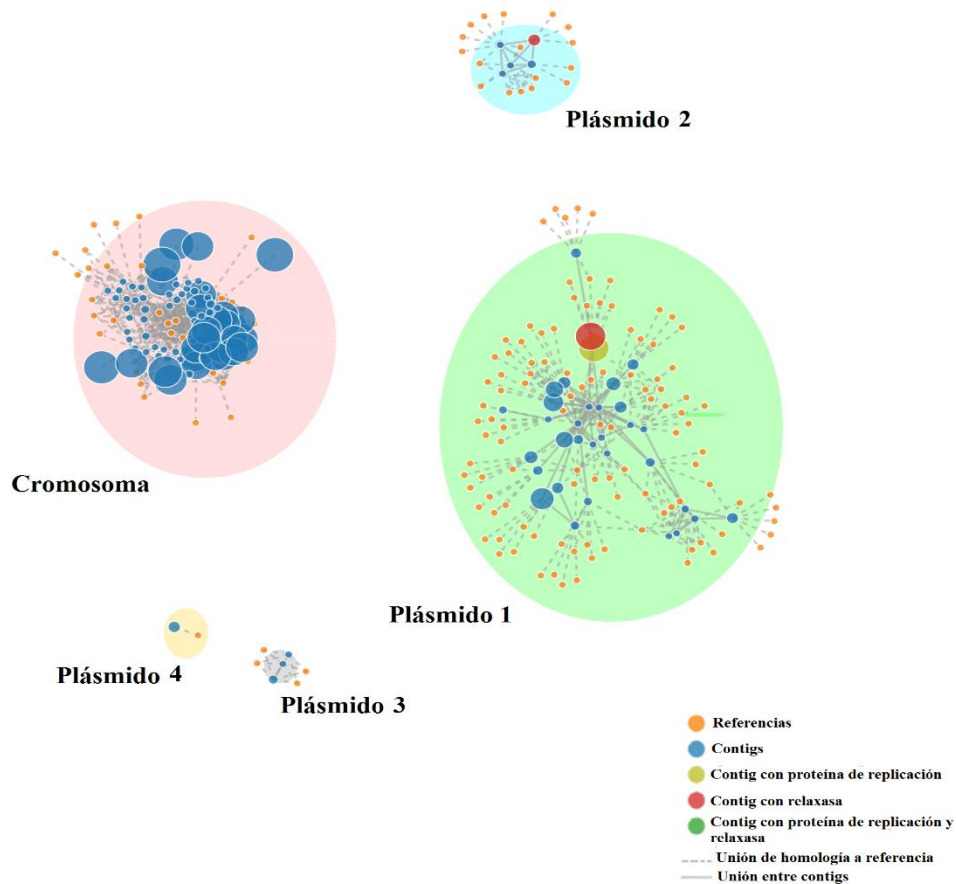 Plásmido 2
Cromosoma
Plásmido 1
Plásmido 4
Plásmido 3
Referencias
Contigs
Contig con proteína de replicación
Contig con relaxasa
Contig con proteína de replicación y
relaxasa
Unión de homología a referencia
Unión entre contigs